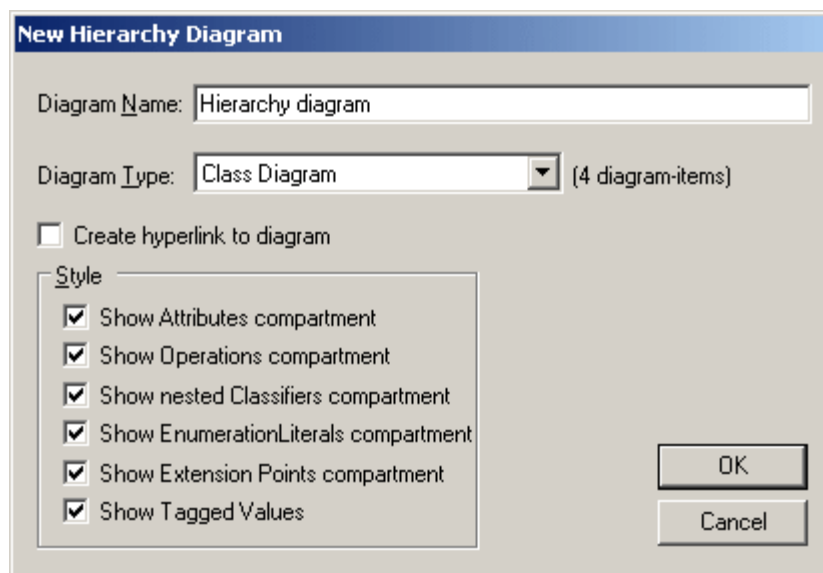 New Hierarchy Diagram
Diagram Name: Hierarchy diagram
Diagram Type: Class Diagram (4 diagram-items)
Create hyperlink to diagram
Style
Show Attributes compartment
Show Operations compartment
Show nested Classifiers compartment
Show EnumerationLiterals compartment
Show Extension Points compartment
Show Tagged Values
OK
Cancel